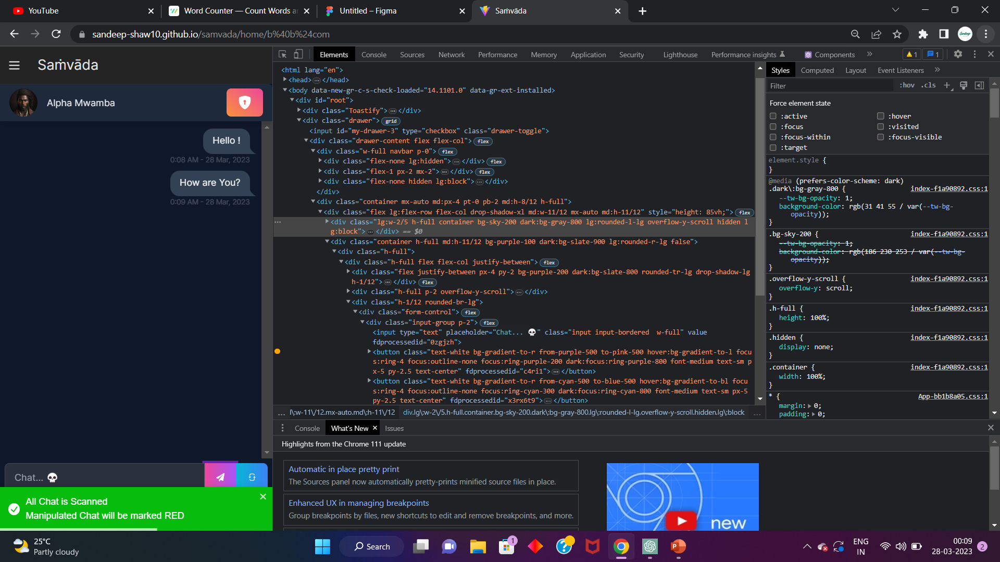 YouTube
Word Counter — Count Words a
Untitled – Figma
Saṁvāda
sandeep-shaw10.github.io/samvada/home/b%40b%24com
Saṁvāda
Alpha Mwamba
Hello !
0:08 AM - 28 Mar, 2023
How are You?
0:09 AM - 28 Mar, 2023
Chat... 💀
All Chat is Scanned
Manipulated Chat will be marked RED
Elements Console Sources Network Performance Memory Application Security Lighthouse Performance insights Components » 1 1
<html lang="en">
<head> … </head>
<body data-new-gr-c-s-check-loaded="14.1101.0" data-gr-ext-installed>
<div id="root">
<div class="Toastify"> … </div>
<div class="drawer"> grid
<input id="my-drawer-3" type="checkbox" class="drawer-toggle">
<div class="drawer-content flex flex-col"> flex
<div class="w-full navbar p-0"> flex
<div class="flex-none lg:hidden"> … </div> flex
<div class="flex-1 px-2 mx-2"> … </div> flex
<div class="flex-none hidden lg:block"> … </div>
</div>
<div class="container mx-auto md:px-4 pt-0 pb-2 md:h-8/12 h-full">
<div class="flex lg:flex-row flex-col drop-shadow-xl md:w-11/12 mx-auto md:h-11/12" style="height: 85vh;"> flex
<div class="lg:w-2/5 h-full container bg-sky-200 dark:bg-gray-800 lg:rounded-l-lg overflow-y-scroll hidden l
g:block"> … </div> == $0
<div class="container h-full md:h-11/12 bg-purple-100 dark:bg-slate-900 lg:rounded-r-lg false">
<div class="h-full">
<div class="h-full flex flex-col justify-between"> flex
<div class="flex justify-between px-4 py-2 bg-purple-200 dark:bg-slate-800 rounded-tr-lg drop-shadow-lg
h-1/12"> … </div> flex
<div class="h-full p-2 overflow-y-scroll"> … </div>
<div class="h-1/12 rounded-br-lg">
<div class="form-control"> flex
<div class="input-group p-2"> flex
<input type="text" placeholder="Chat... 💀" class="input input-bordered  w-full" value
fdprocessedid="0zgjzh">
<button class="text-white bg-gradient-to-r from-purple-500 to-pink-500 hover:bg-gradient-to-l focu
s:ring-4 focus:outline-none focus:ring-purple-200 dark:focus:ring-purple-800 font-medium text-sm p
x-5 py-2.5 text-center" fdprocessedid="c4ri1"> … </button>
<button class="text-white bg-gradient-to-r from-cyan-500 to-blue-500 hover:bg-gradient-to-bl focu
s:ring-4 focus:outline-none focus:ring-cyan-300 dark:focus:ring-cyan-800 font-medium text-sm px-5
py-2.5 text-center" fdprocessedid="x3rx6t9"> … </button>
… l\:w-11\/12.mx-auto.md\:h-11\/12 div.lg\:w-2\/5.h-full.container.bg-sky-200.dark\:bg-gray-800.lg\:rounded-l-lg.overflow-y-scroll.hidden.lg\:block …
Styles Computed Layout Event Listeners »
Filter :hov .cls +
Force element state
:active :hover
:focus :visited
:focus-within :focus-visible
:target
element.style {
}
@media (prefers-color-scheme: dark)
.dark\:bg-gray-800 { index-f1a90892.css:1
--tw-bg-opacity: 1;
background-color: rgb(31 41 55 / var(--tw-bg-
opacity));
}
.bg-sky-200 { index-f1a90892.css:1
--tw-bg-opacity: 1;
background-color: rgb(186 230 253 / var(--tw-bg-
opacity));
}
.overflow-y-scroll { index-f1a90892.css:1
overflow-y: scroll;
}
.h-full { index-f1a90892.css:1
height: 100%;
}
.hidden { index-f1a90892.css:1
display: none;
}
.container { index-f1a90892.css:1
width: 100%;
}
* { App-bb1b8a05.css:1
margin: 0;
padding: 0;
Console What's New Issues
Highlights from the Chrome 111 update
Automatic in place pretty print
The Sources panel now automatically pretty-prints minified source files in place.
Enhanced UX in managing breakpoints
Group breakpoints by files, new shortcuts to edit and remove breakpoints, and more.
new
25°C
Partly cloudy
Search
1
ENG
IN
00:09
28-03-2023
2